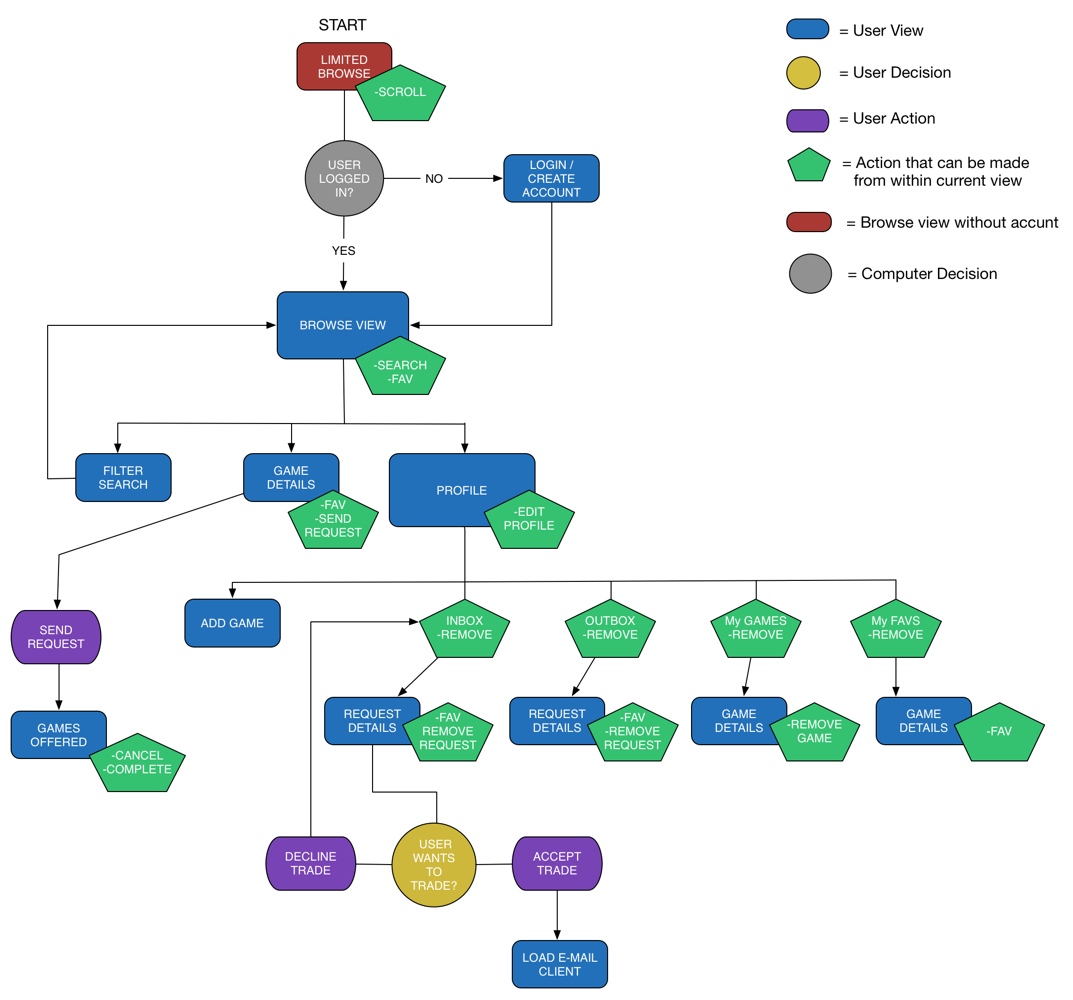 START
LIMITED
BROWSE
-SCROLL
= User View
= User Decision
= User Action
= Action that can be made
from within current view
= Browse view without accunt
= Computer Decision
USER
LOGGED
IN?
NO
LOGIN /
CREATE
ACCOUNT
YES
BROWSE VIEW
-SEARCH
-FAV
FILTER
SEARCH
GAME
DETAILS
-FAV
-SEND
REQUEST
PROFILE
-EDIT
PROFILE
SEND
REQUEST
ADD GAME
INBOX
-REMOVE
OUTBOX
-REMOVE
My GAMES
-REMOVE
My FAVS
-REMOVE
GAMES
OFFERED
-CANCEL
-COMPLETE
REQUEST
DETAILS
-FAV
REMOVE
REQUEST
REQUEST
DETAILS
-FAV
-REMOVE
REQUEST
GAME
DETAILS
-REMOVE
GAME
GAME
DETAILS
-FAV
DECLINE
TRADE
USER
WANTS
TO
TRADE?
ACCEPT
TRADE
LOAD E-MAIL
CLIENT